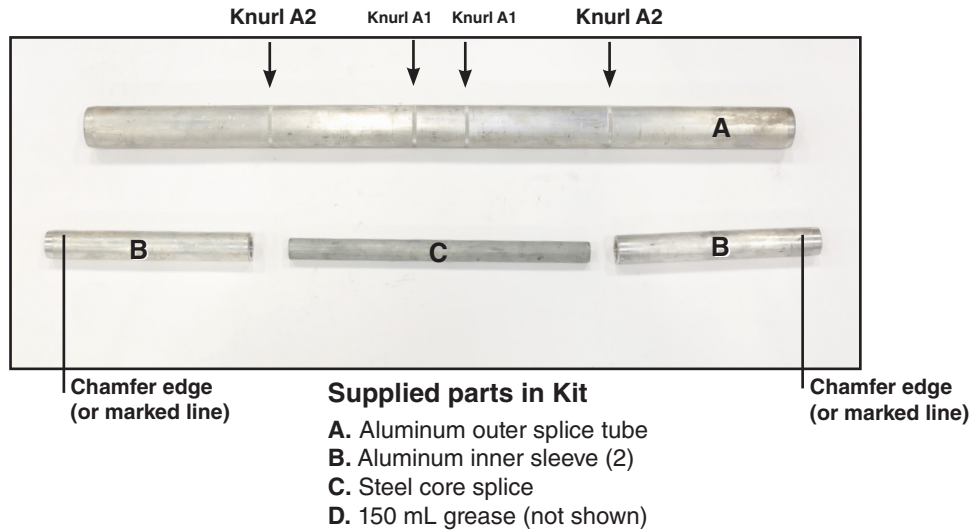 Knurl A2 Knurl A1 Knurl A1 Knurl A2
A
B
C
B
Chamfer edge
(or marked line)
Chamfer edge
(or marked line)
Supplied parts in Kit
A. Aluminum outer splice tube
B. Aluminum inner sleeve (2)
C. Steel core splice
D. 150 mL grease (not shown)